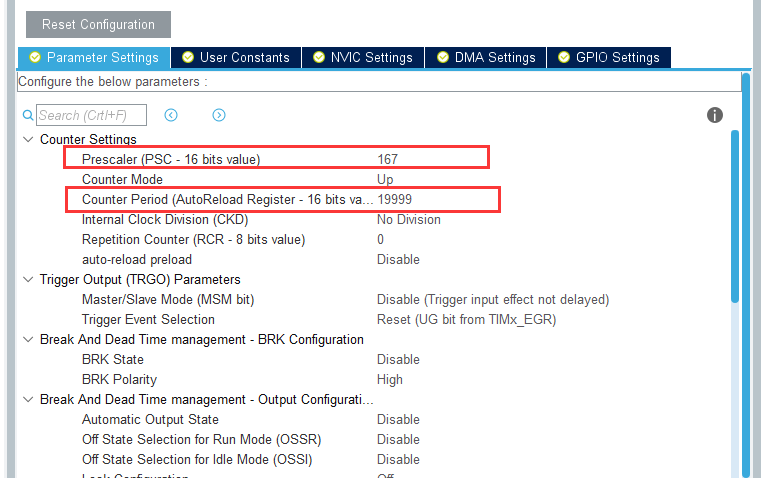 Reset Configuration
Parameter Settings User Constants NVIC Settings DMA Settings GPIO Settings
Configure the below parameters :
Search (CrtI+F)
Counter Settings
Prescaler (PSC - 16 bits value) 167
Counter Mode Up
Counter Period (AutoReload Register - 16 bits va... 19999
Internal Clock Division (CKD) No Division
Repetition Counter (RCR - 8 bits value) 0
auto-reload preload Disable
Trigger Output (TRGO) Parameters
Master/Slave Mode (MSM bit) Disable (Trigger input effect not delayed)
Trigger Event Selection Reset (UG bit from TIMx_EGR)
Break And Dead Time management - BRK Configuration
BRK State Disable
BRK Polarity High
Break And Dead Time management - Output Configurati...
Automatic Output State Disable
Off State Selection for Run Mode (OSSR) Disable
Off State Selection for Idle Mode (OSSI) Disable
Lock Configuration Off